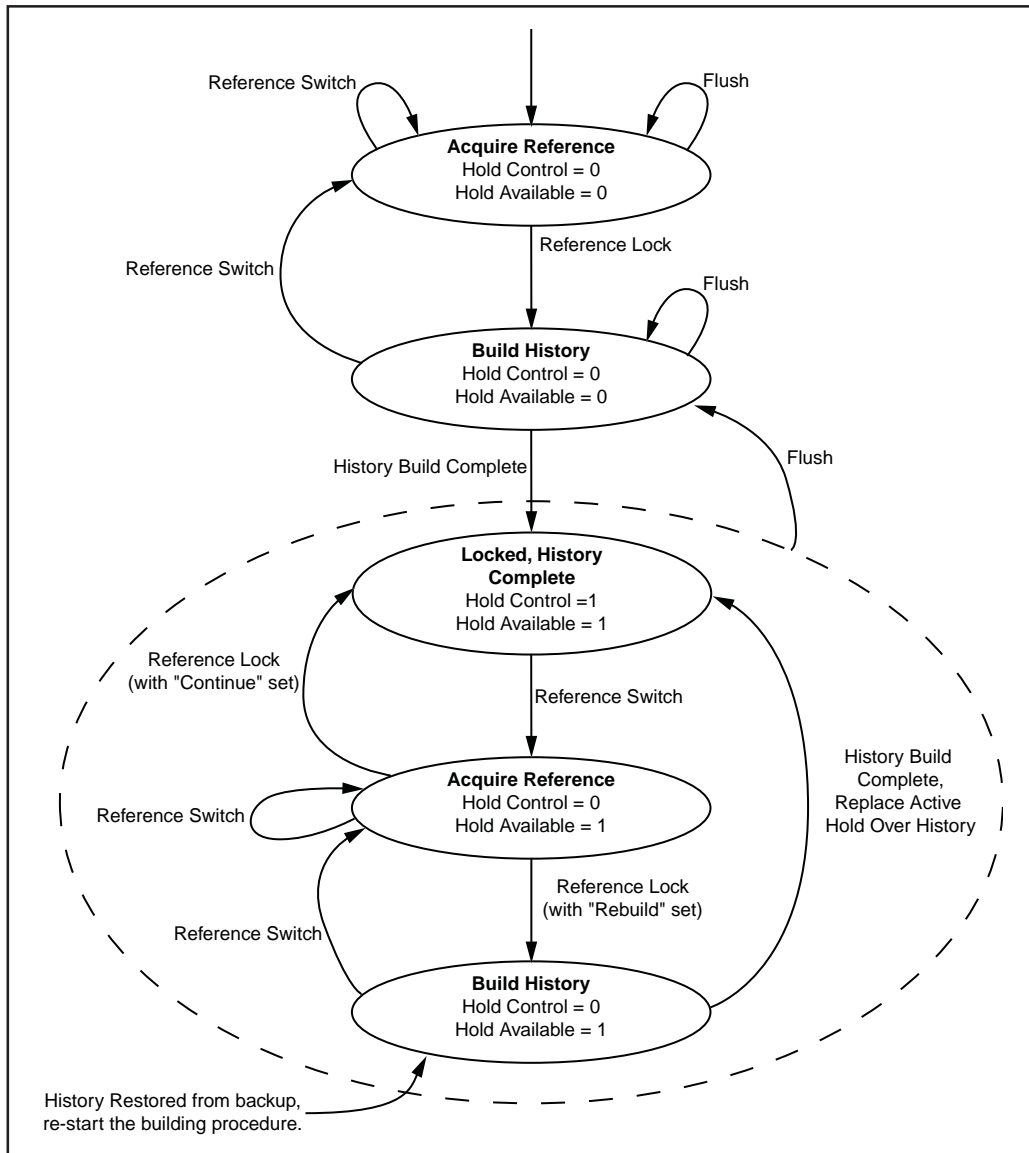 Reference Switch
Flush
Acquire Reference
Hold Control = 0
Hold Available = 0
Reference Switch
Reference Lock
Flush
Build History
Hold Control = 0
Hold Available = 0
History Build Complete
Flush
Locked, History
Complete
Hold Control =1
Hold Available = 1
Reference Lock
(with "Continue" set)
Reference Switch
Acquire Reference
Hold Control = 0
Hold Available = 1
Reference Switch
History Build
Complete,
Replace Active
Hold Over History
Reference Lock
(with "Rebuild" set)
Reference Switch
Build History
Hold Control = 0
Hold Available = 1
History Restored from backup,
re-start the building procedure.